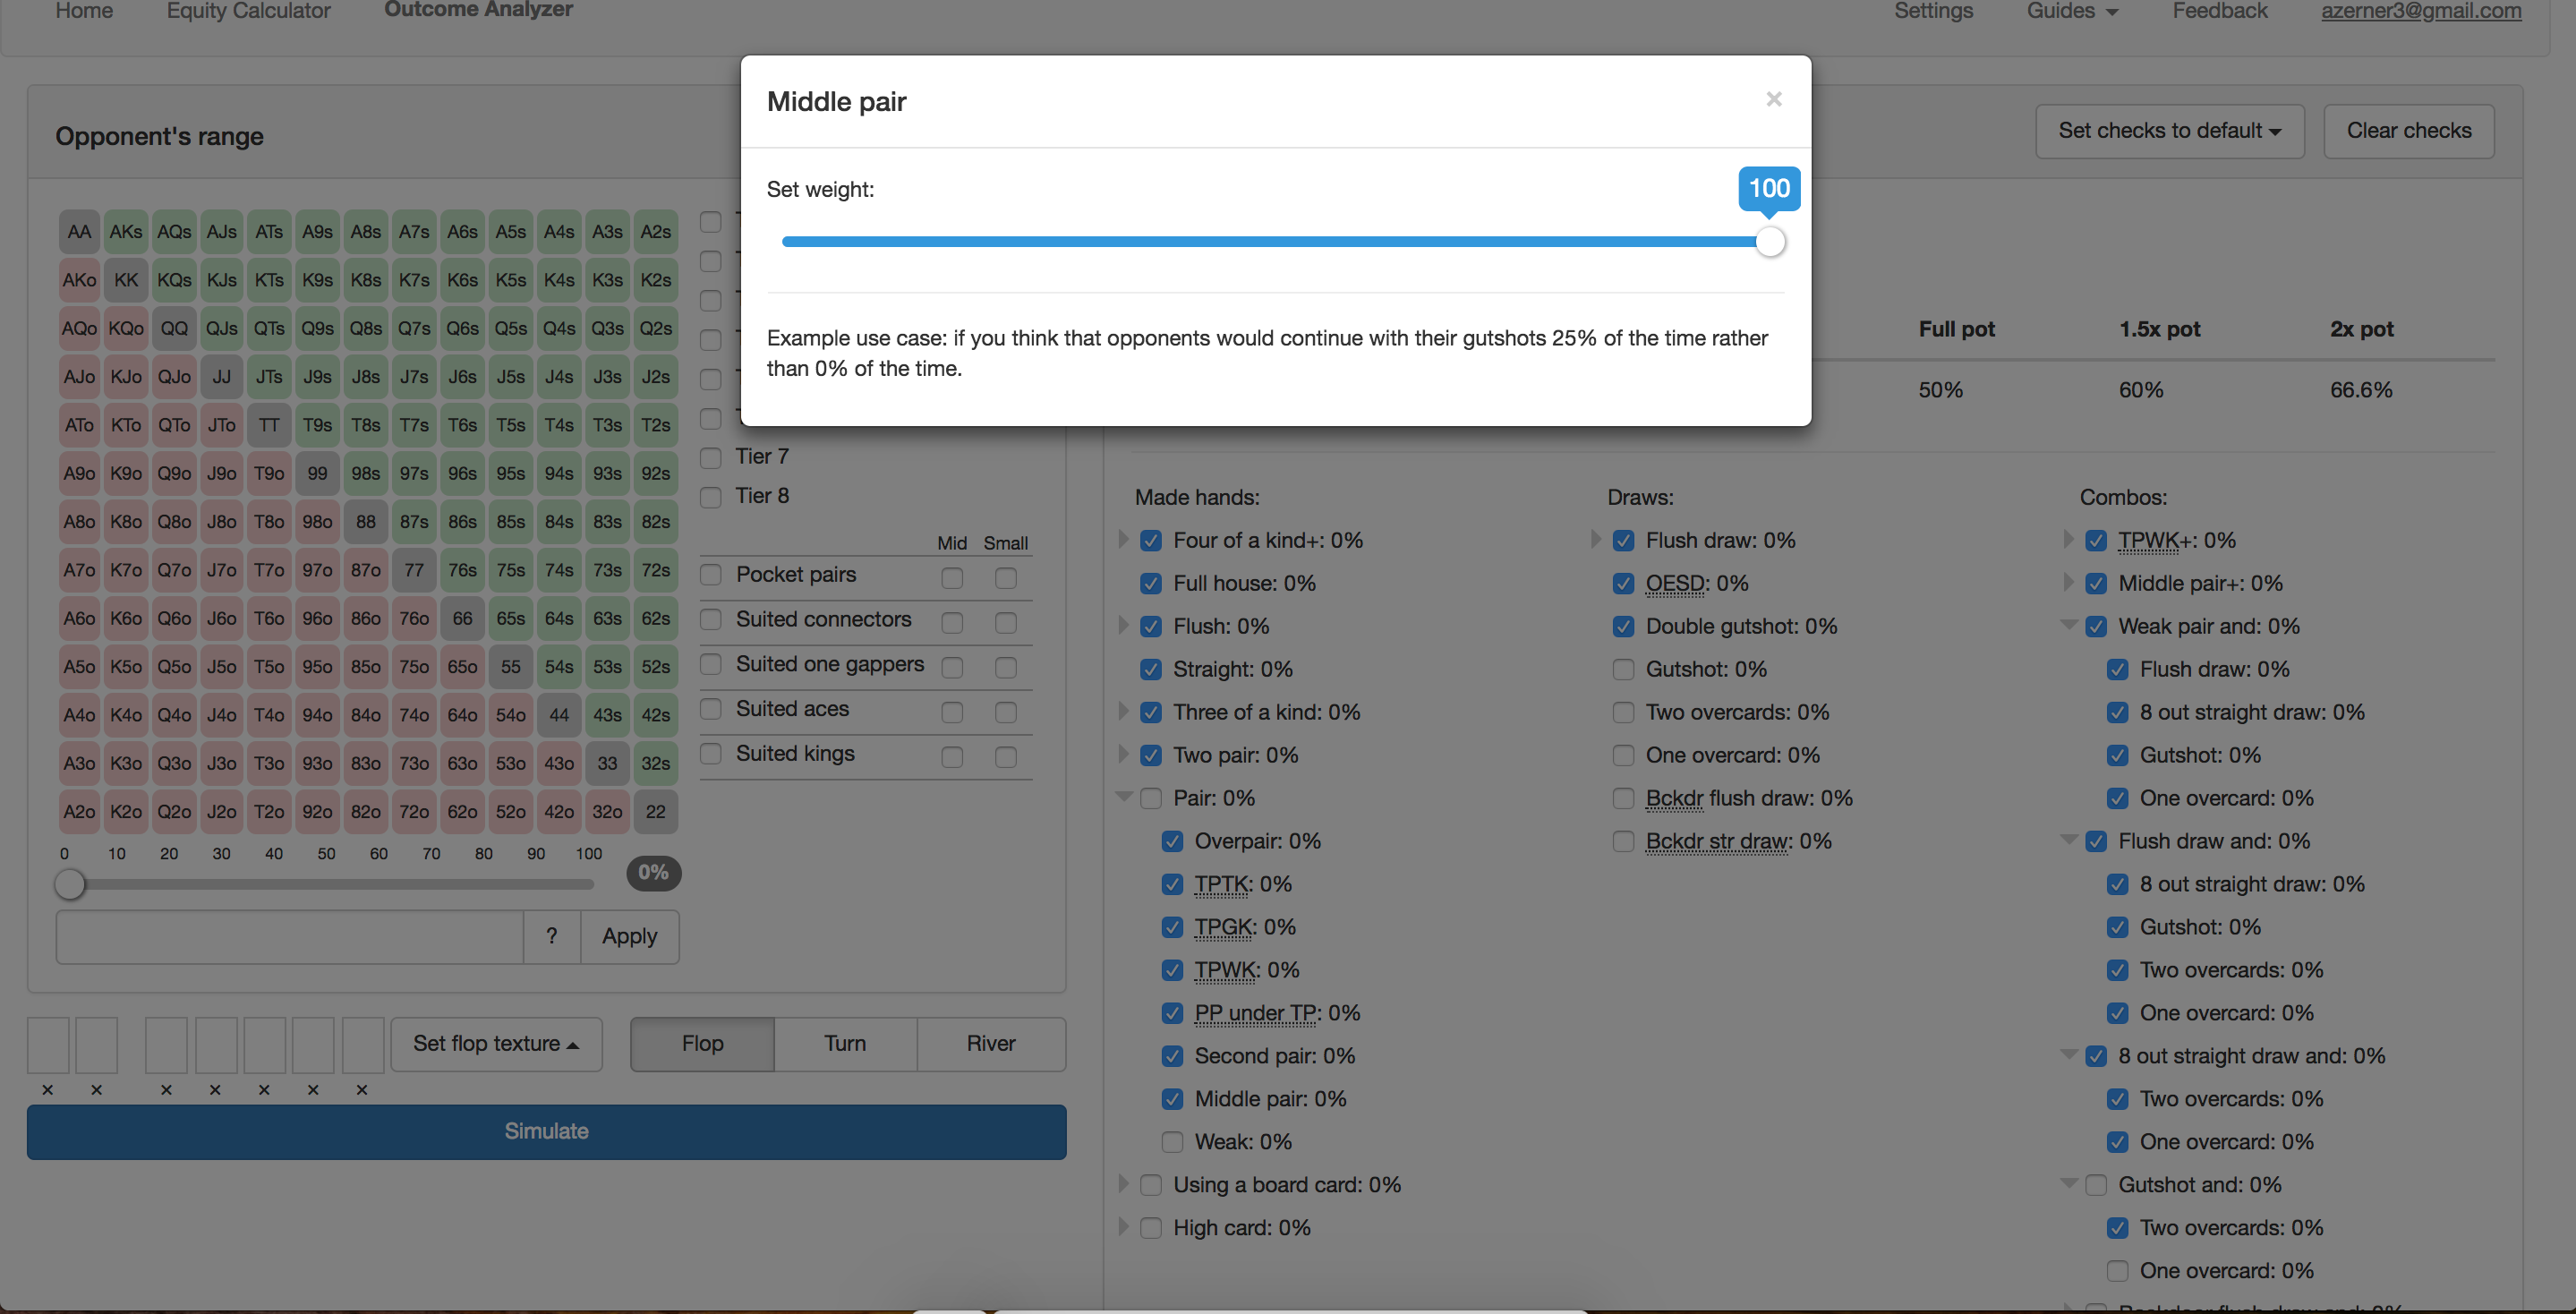 Home Equity Calculator Outcome Analyzer Settings Guides Feedback azerner3@gmail.com
Middle pair ×
Set weight: 100
Example use case: if you think that opponents would continue with their gutshots 25% of the time rather
than 0% of the time.
Opponent's range
AA AKs AQs AJs ATs A9s A8s A7s A6s A5s A4s A3s A2s
AKo KK KQs KJs KTs K9s K8s K7s K6s K5s K4s K3s K2s
AQo KQo QQ QJs QTs Q9s Q8s Q7s Q6s Q5s Q4s Q3s Q2s
AJo KJo QJo JJ JTs J9s J8s J7s J6s J5s J4s J3s J2s
ATo KTo QTo JTo TT T9s T8s T7s T6s T5s T4s T3s T2s
A9o K9o Q9o J9o T9o 99 98s 97s 96s 95s 94s 93s 92s
A8o K8o Q8o J8o T8o 98o 88 87s 86s 85s 84s 83s 82s
A7o K7o Q7o J7o T7o 97o 87o 77 76s 75s 74s 73s 72s
A6o K6o Q6o J6o T6o 96o 86o 76o 66 65s 64s 63s 62s
A5o K5o Q5o J5o T5o 95o 85o 75o 65o 55 54s 53s 52s
A4o K4o Q4o J4o T4o 94o 84o 74o 64o 54o 44 43s 42s
A3o K3o Q3o J3o T3o 93o 83o 73o 63o 53o 43o 33 32s
A2o K2o Q2o J2o T2o 92o 82o 72o 62o 52o 42o 32o 22
0 10 20 30 40 50 60 70 80 90 100
0%
? Apply
Tier 7
Tier 8
Mid Small
Pocket pairs
Suited connectors
Suited one gappers
Suited aces
Suited kings
Set flop texture Flop Turn River
× × × × × × ×
Simulate
Set checks to default Clear checks
Full pot 1.5x pot 2x pot
50% 60% 66.6%
Made hands:
Four of a kind+: 0%
Full house: 0%
Flush: 0%
Straight: 0%
Three of a kind: 0%
Two pair: 0%
Pair: 0%
Overpair: 0%
TPTK: 0%
TPGK: 0%
TPWK: 0%
PP under TP: 0%
Second pair: 0%
Middle pair: 0%
Weak: 0%
Using a board card: 0%
High card: 0%
Draws:
Flush draw: 0%
OESD: 0%
Double gutshot: 0%
Gutshot: 0%
Two overcards: 0%
One overcard: 0%
Bckdr flush draw: 0%
Bckdr str draw: 0%
Combos:
TPWK+: 0%
Middle pair+: 0%
Weak pair and: 0%
Flush draw: 0%
8 out straight draw: 0%
Gutshot: 0%
One overcard: 0%
Flush draw and: 0%
8 out straight draw: 0%
Gutshot: 0%
Two overcards: 0%
One overcard: 0%
8 out straight draw and: 0%
Two overcards: 0%
One overcard: 0%
Gutshot and: 0%
Two overcards: 0%
One overcard: 0%